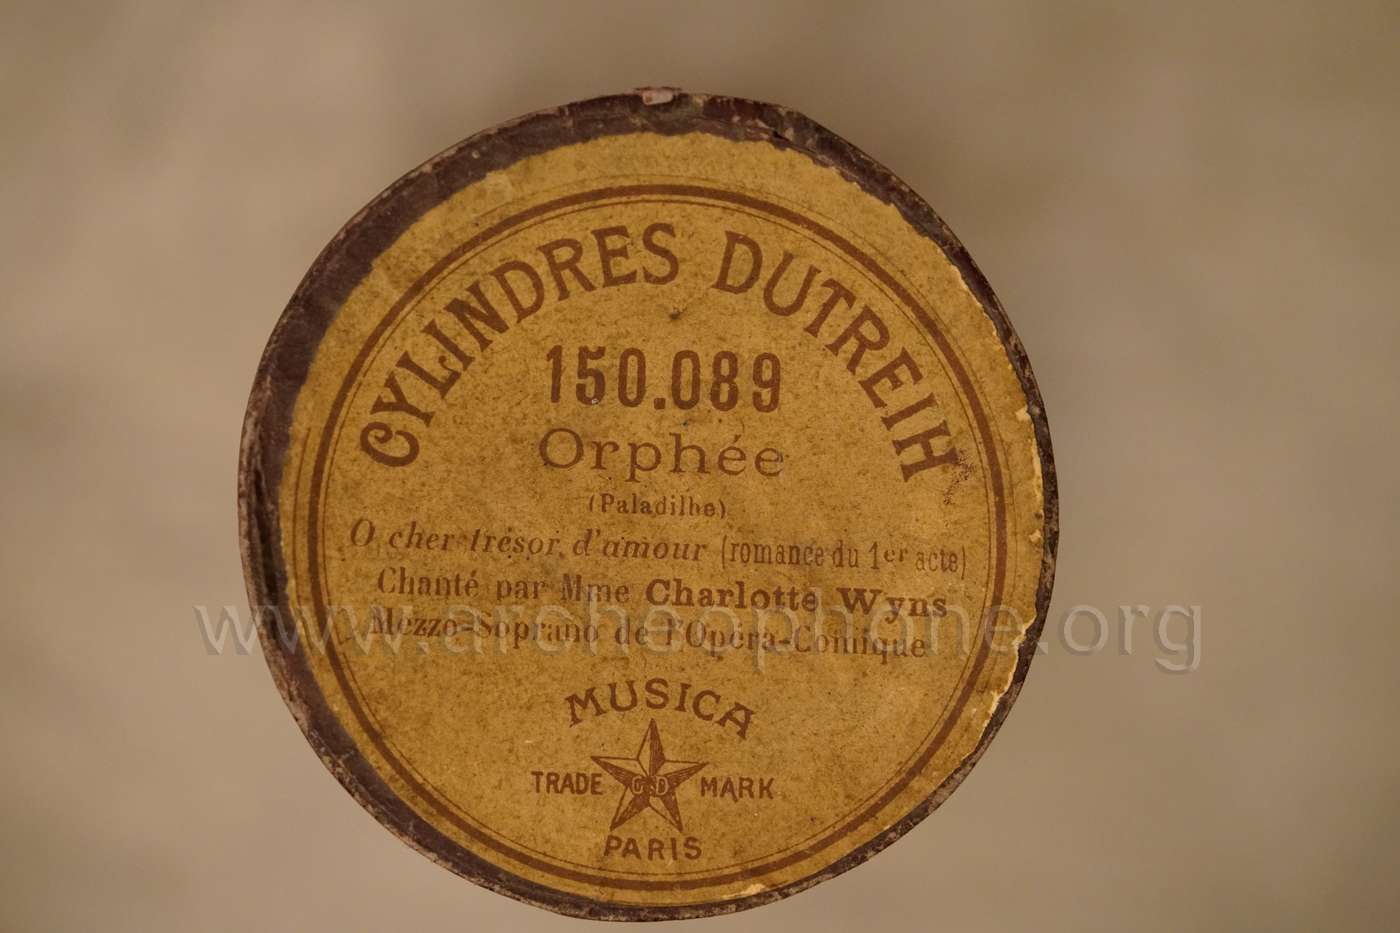 CYLINDRES DUTREIH
150.089
Orphée
(Paladilhe)
O cher trésor d'amour (romance du 1er acte)
Chanté par Mme Charlotte Wyns
Mezzo-Soprano de l'Opéra-Comique
www.archeophone.org
MUSICA
TRADE CD MARK
PARIS